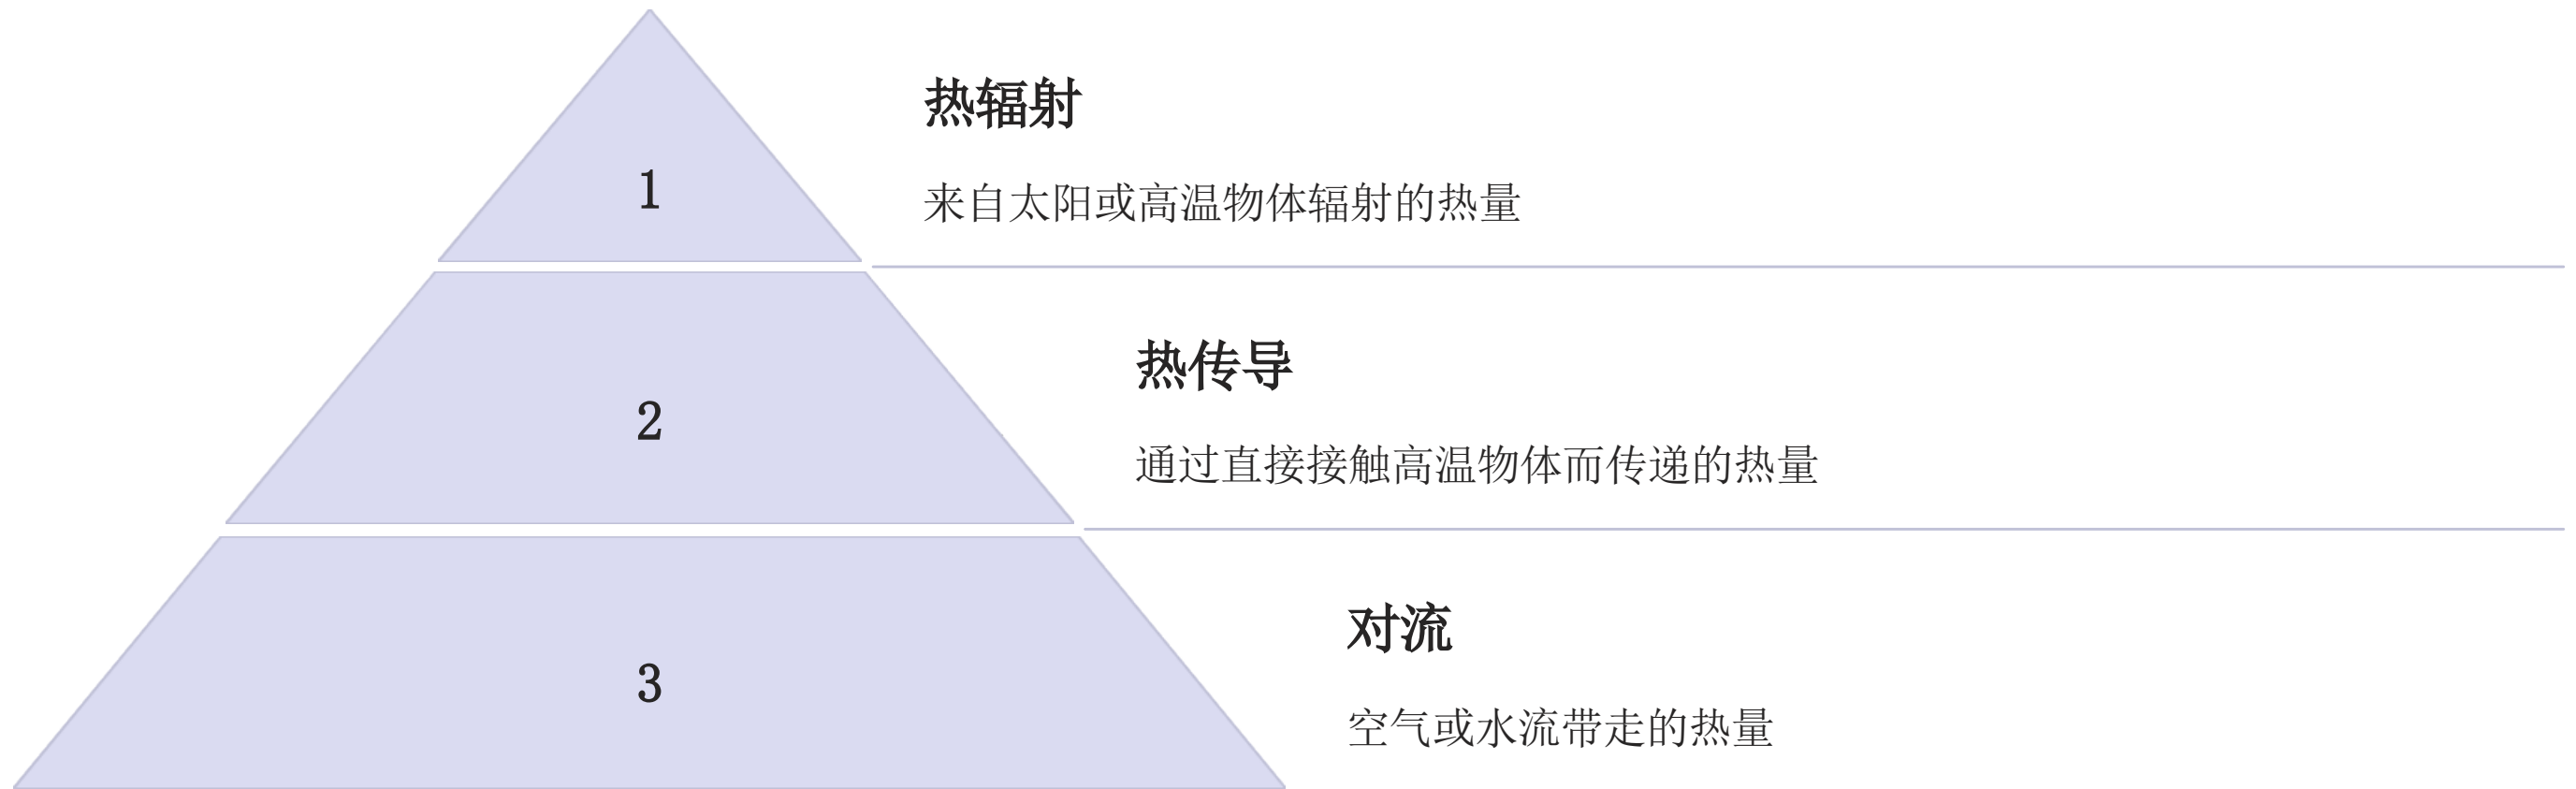 热辐射
1
来自太阳或高温物体辐射的热量
热传导
2
通过直接接触高温物体而传递的热量
对流
3
空气或水流带走的热量